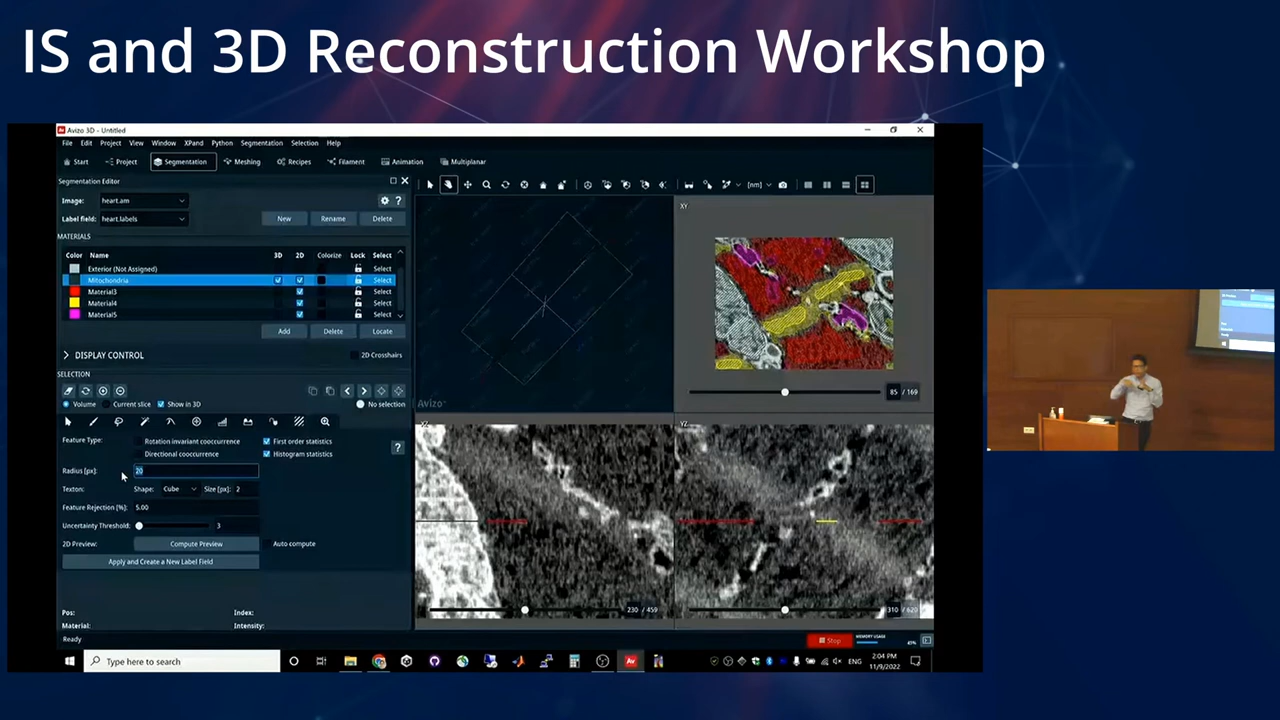 IS and 3D Reconstruction Workshop
Avizo 3D - Untitled
File Edit Project View Window XPand Python Segmentation Selection Help
Start Project Segmentation Meshing Recipes Filament Animation Multiplanar
Segmentation Editor
Image: heart.am
Label field: heart.labels New Rename Delete
MATERIALS
Color Name 3D 2D Colorize Lock Select
Exterior (Not Assigned) Select
Mitochondria Select
Material3 Select
Material4 Select
Material5 Select
Add Delete Locate
DISPLAY CONTROL 2D Crosshairs
SELECTION
Volume Current slice Show in 3D No selection
Feature Type: Rotation invariant cooccurrence First order statistics
Directional cooccurrence Histogram statistics
Radius [px]: 20
Texton: Shape: Cube Size [px]: 2
Feature Rejection [%]: 5.00
Uncertainty Threshold: 3
2D Preview: Compute Preview Auto compute
Apply and Create a New Label Field
Pos: Index:
Material: Intensity:
Ready
[nm]
XY
Avizo
85 / 169
230 / 459
310 / 620
Stop MEMORY USAGE
Type here to search
ENG
2:04 PM
11/9/2022